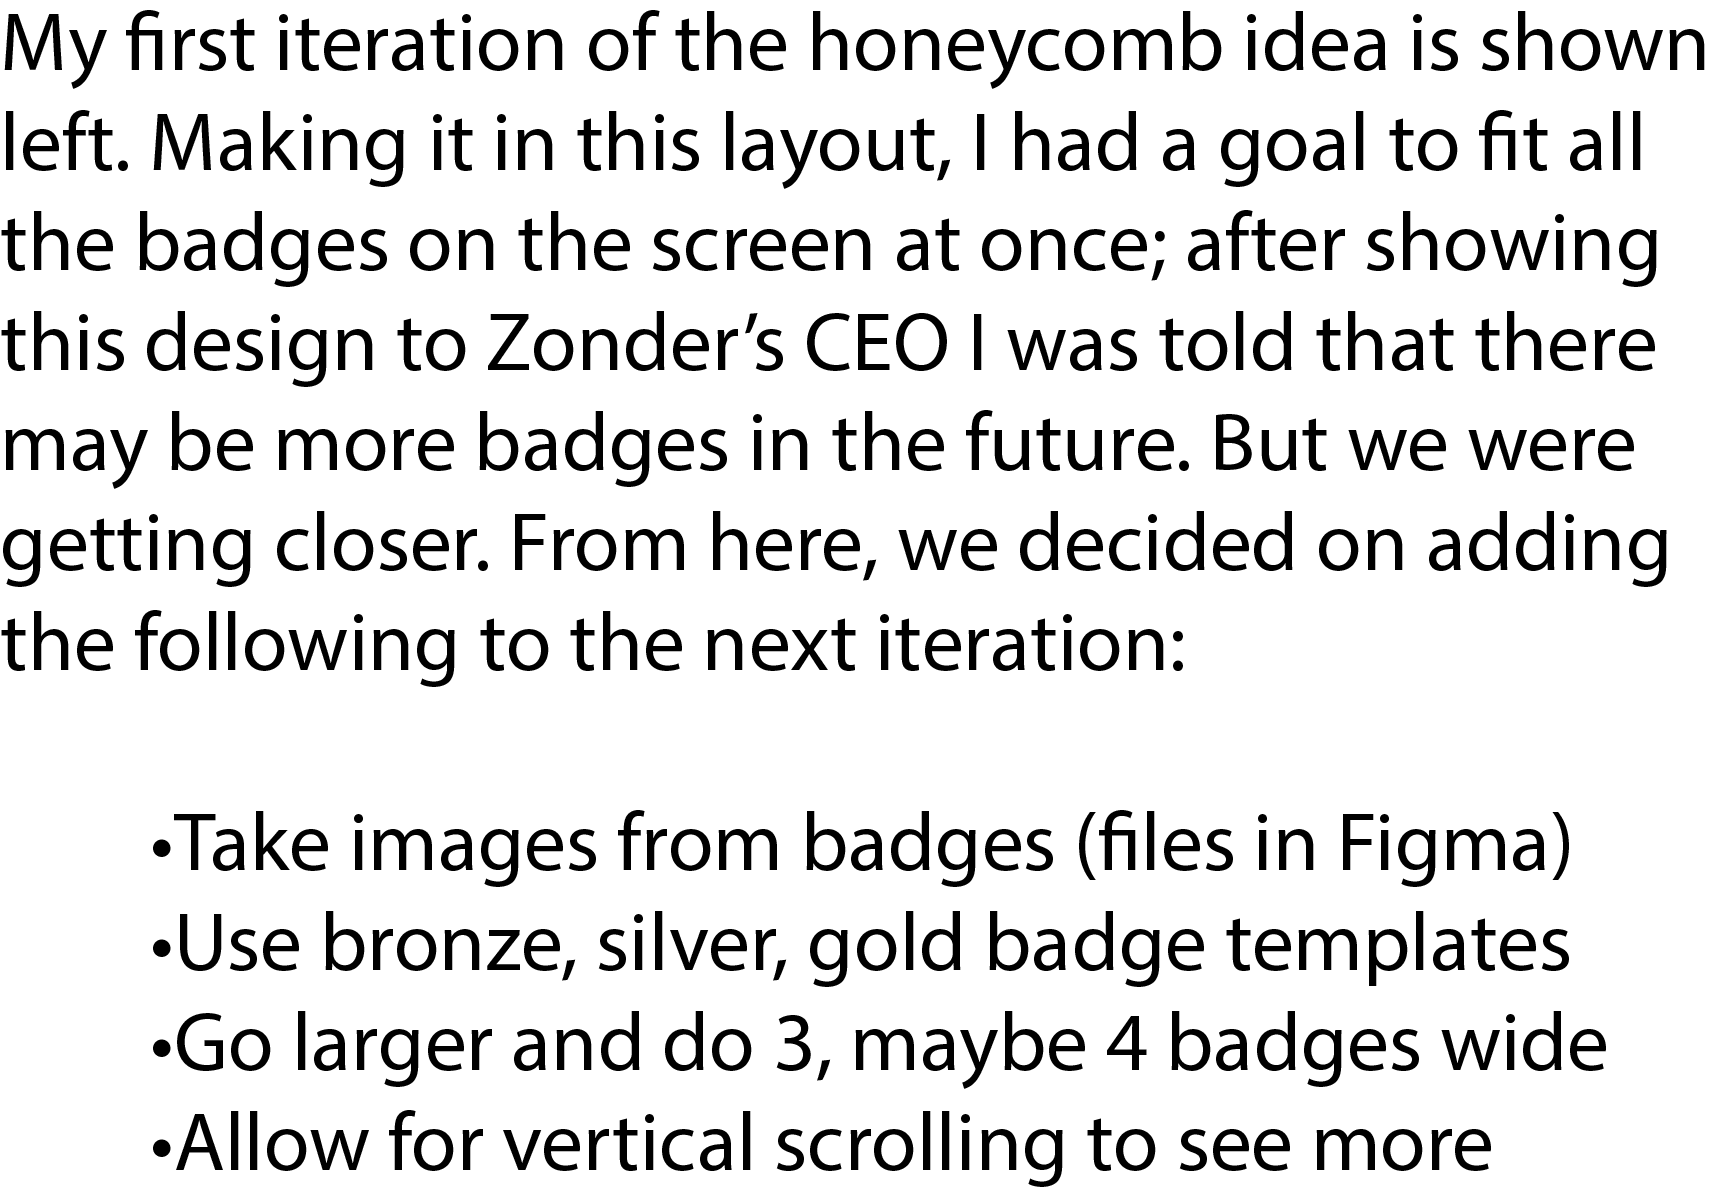 My first iteration of the honeycomb idea is shown
left. Making it in this layout, I had a goal to fit all
the badges on the screen at once; after showing
this design to Zonder’s CEO I was told that there
may be more badges in the future. But we were
getting closer. From here, we decided on adding
the following to the next iteration:
•Take images from badges (files in Figma)
•Use bronze, silver, gold badge templates
•Go larger and do 3, maybe 4 badges wide
•Allow for vertical scrolling to see more